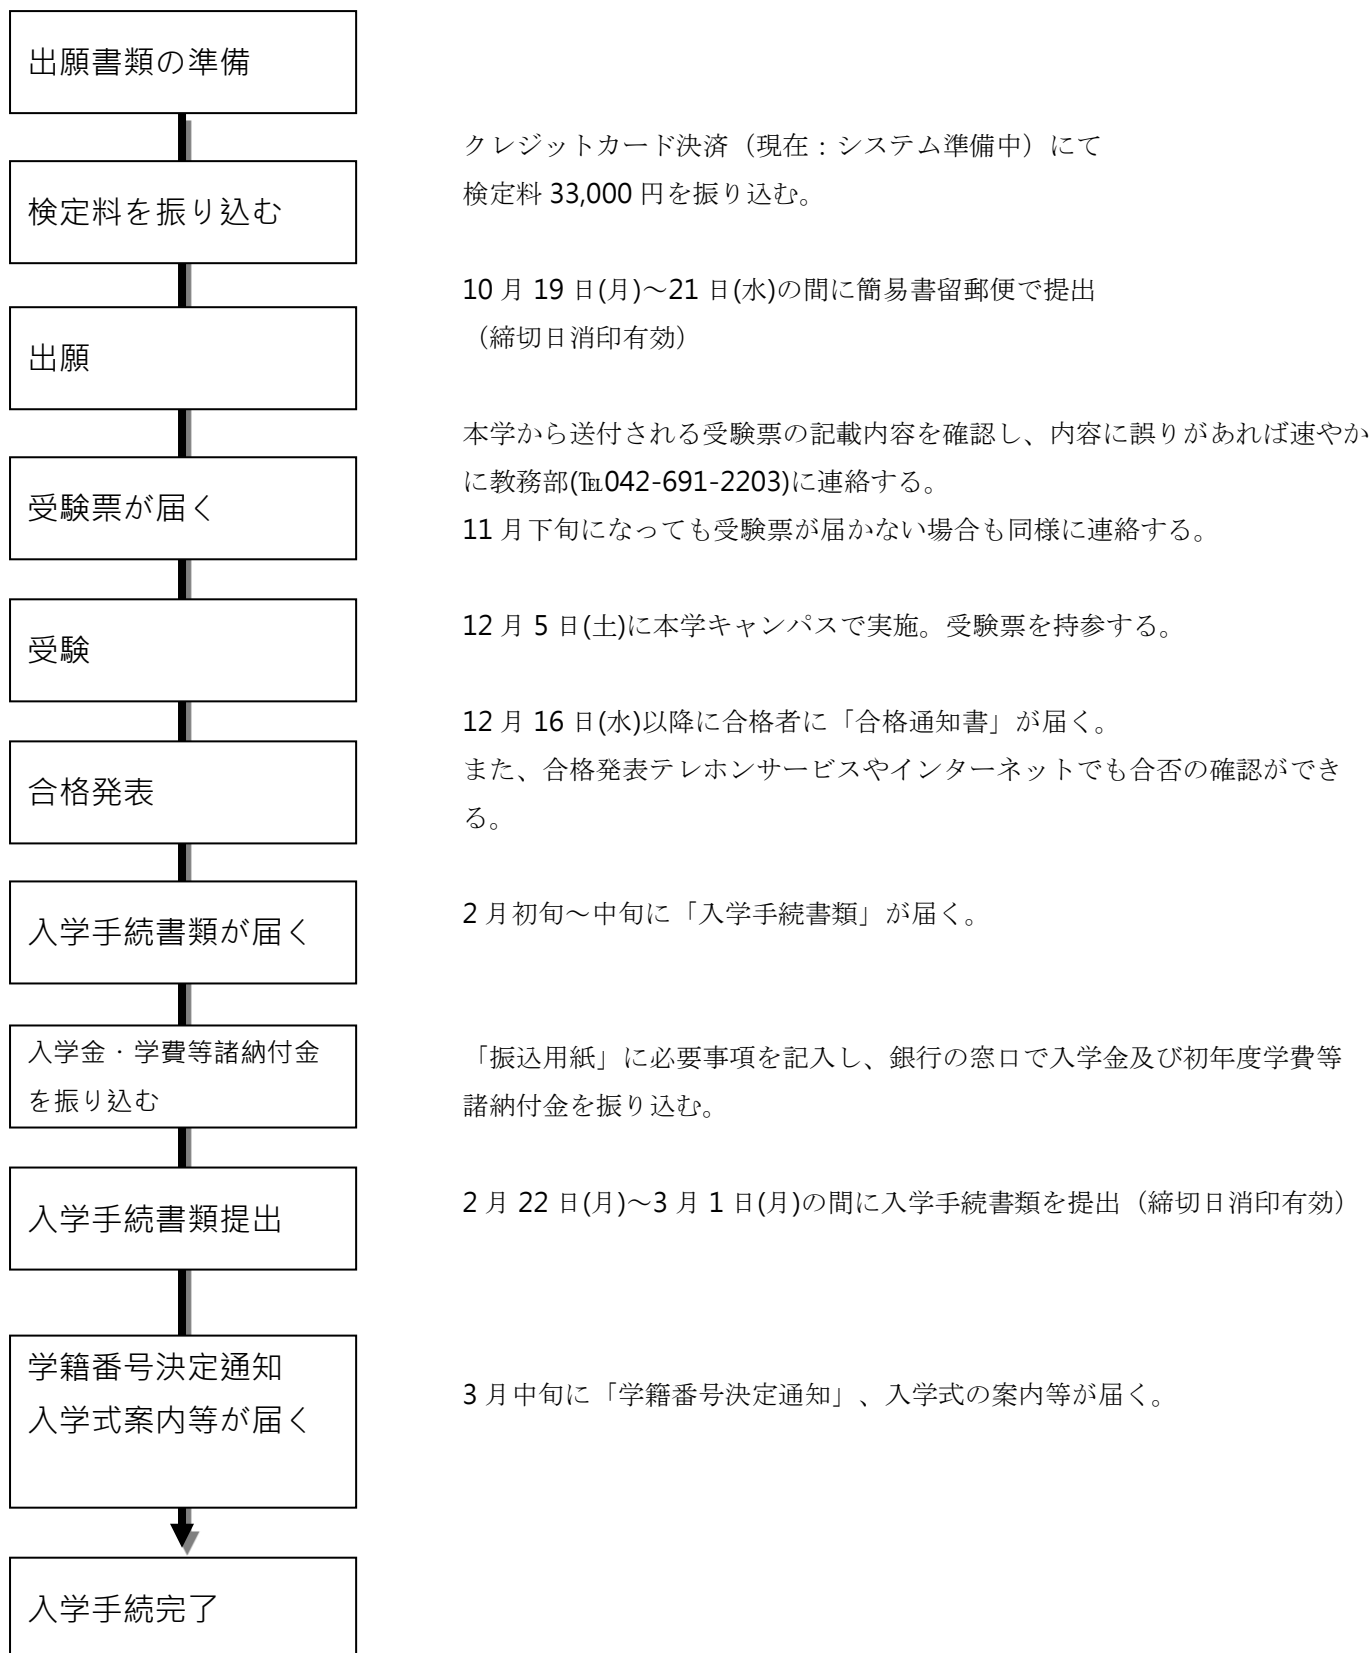 出願書類の準備
クレジットカード決済（現在：システム準備中）にて
検定料 33,000 円を振り込む。
検定料を振り込む
10 月 19 日(月)～21 日(水)の間に簡易書留郵便で提出
（締切日消印有効）
出願
本学から送付される受験票の記載内容を確認し、内容に誤りがあれば速やか
に教務部(℡042-691-2203)に連絡する。
11 月下旬になっても受験票が届かない場合も同様に連絡する。
受験票が届く
12 月 5 日(土)に本学キャンパスで実施。受験票を持参する。
受験
12 月 16 日(水)以降に合格者に「合格通知書」が届く。
また、合格発表テレホンサービスやインターネットでも合否の確認ができ
る。
合格発表
2 月初旬～中旬に「入学手続書類」が届く。
入学手続書類が届く
入学金・学費等諸納付金
を振り込む
「振込用紙」に必要事項を記入し、銀行の窓口で入学金及び初年度学費等
諸納付金を振り込む。
入学手続書類提出
2 月 22 日(月)～3 月 1 日(月)の間に入学手続書類を提出（締切日消印有効）
学籍番号決定通知
入学式案内等が届く
3 月中旬に「学籍番号決定通知」、入学式の案内等が届く。
入学手続完了